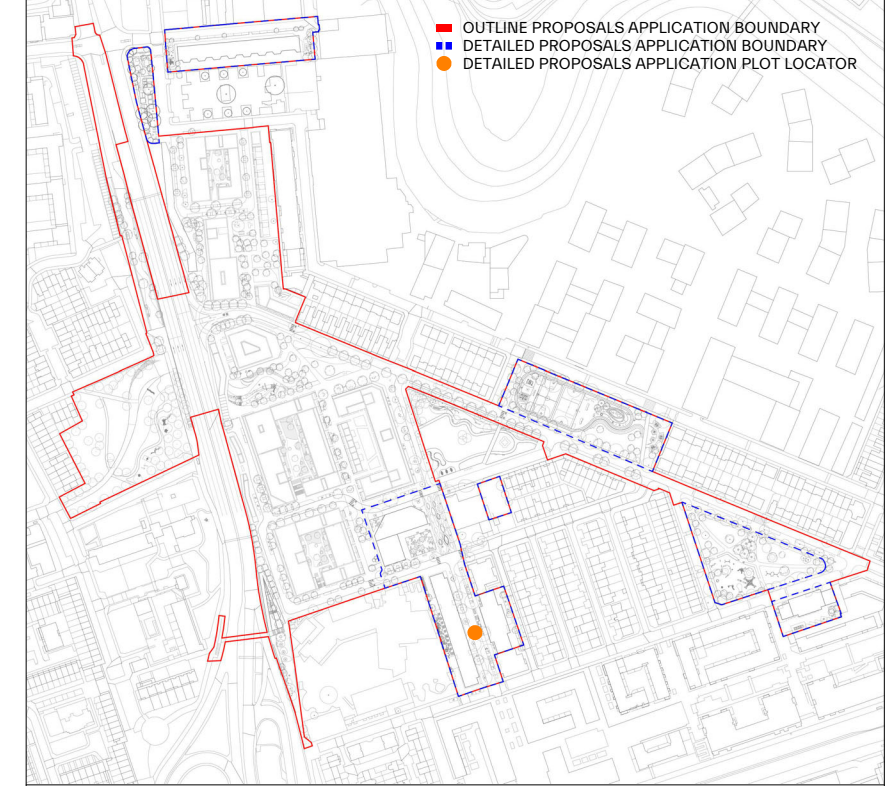 OUTLINE PROPOSALS APPLICATION BOUNDARY
DETAILED PROPOSALS APPLICATION BOUNDARY
DETAILED PROPOSALS APPLICATION PLOT LOCATOR